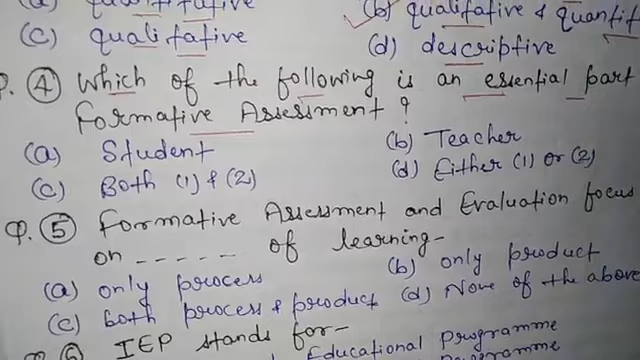 (b) qualitative & quantit
(c) qualitative
(d) descriptive
④ Which of the following is an essential part
formative Assessment?
(a) Student
(b) Teacher
(c) Both (1) & (2)
(d) Either (1) or (2)
Q. ⑤ Formative Assessment and Evaluation focus
on ------ of learning-
(a) only process
(b) only product
(c) both process & product (d) None of the above
IEP stands for-
Educational Programme